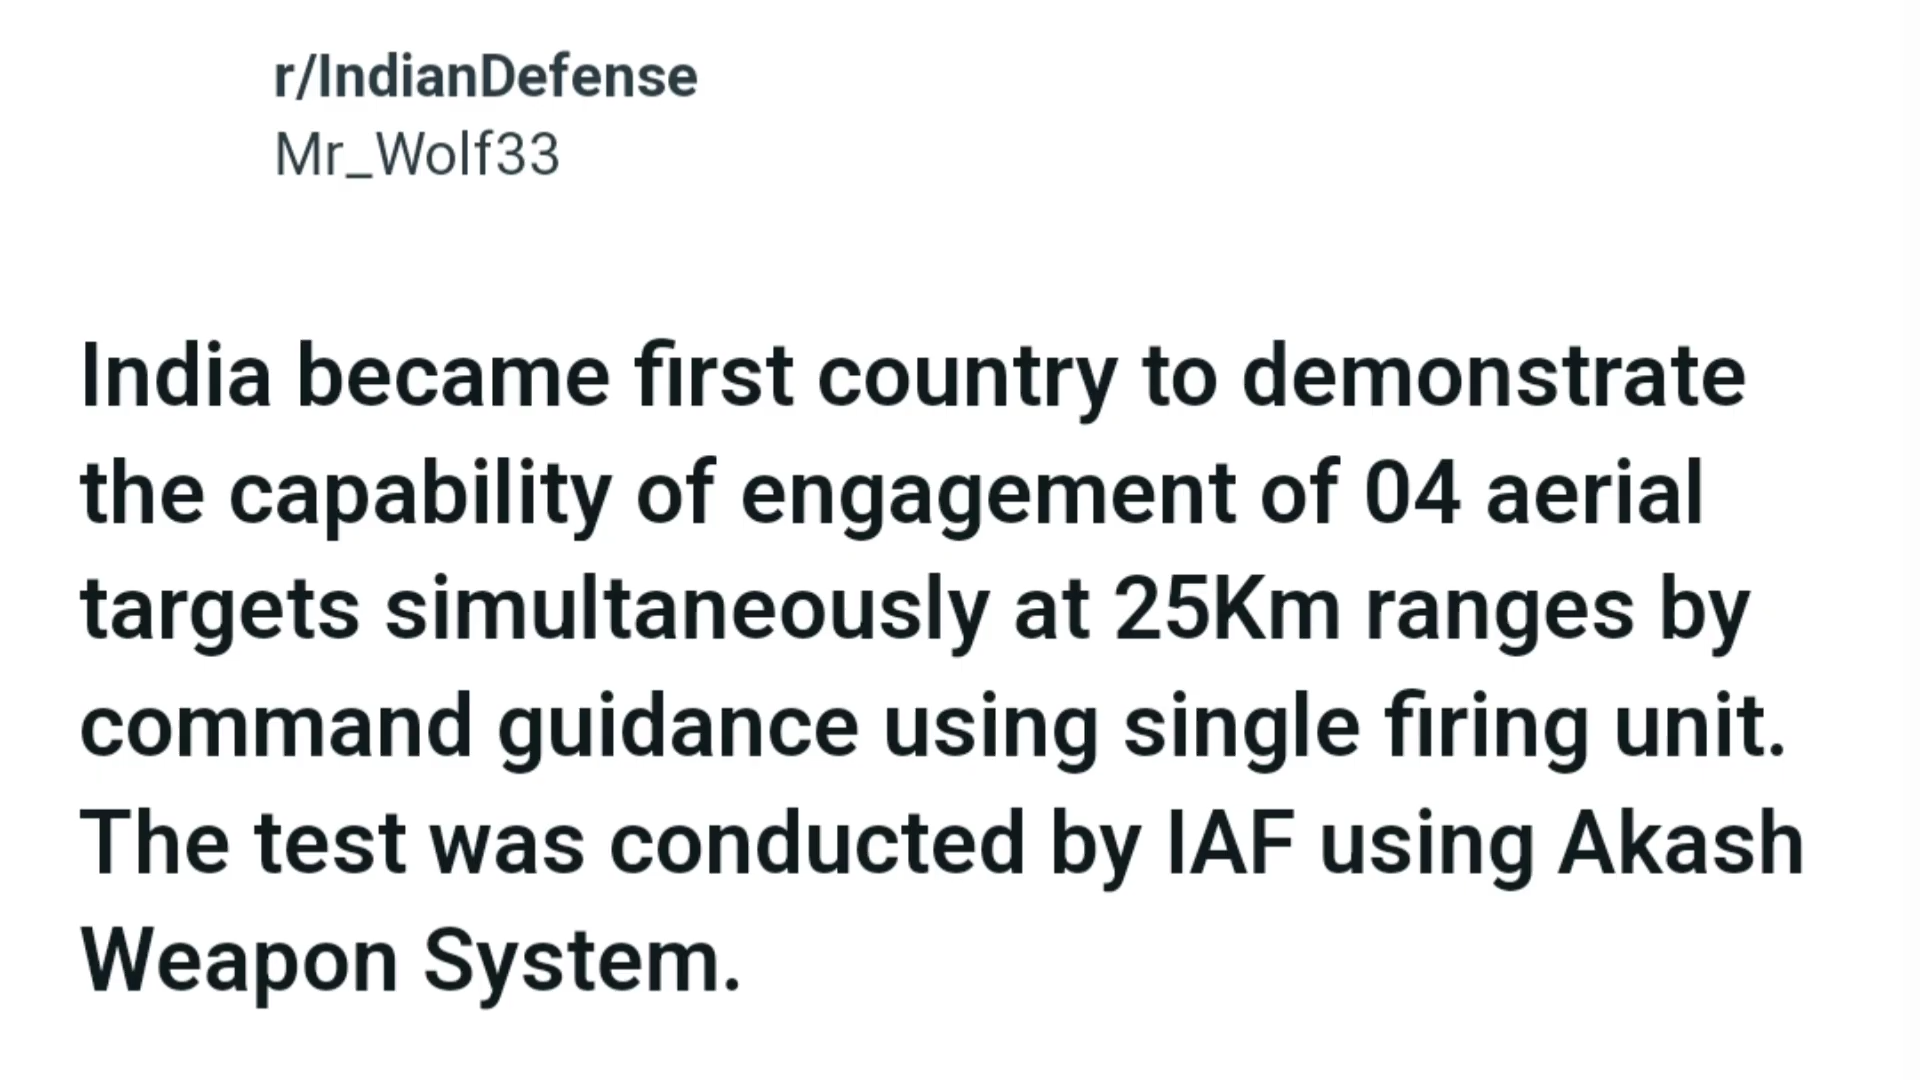 r/IndianDefense
Mr_Wolf33
India became first country to demonstrate
the capability of engagement of 04 aerial
targets simultaneously at 25Km ranges by
command guidance using single firing unit.
The test was conducted by IAF using Akash
Weapon System.